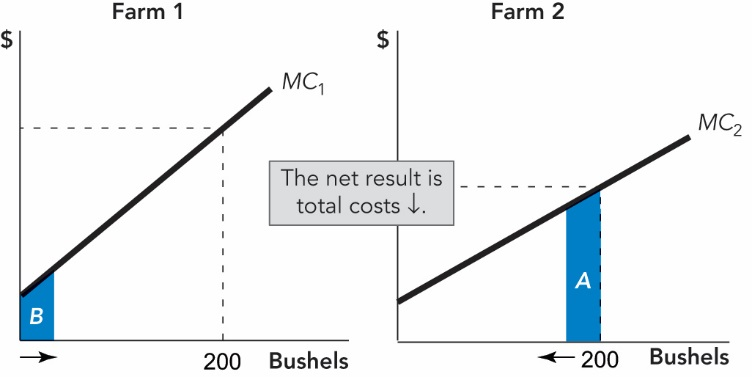 Farm 1
$
MC₁
B
200 Bushels
The net result is
total costs ↓.
Farm 2
$
MC₂
A
200 Bushels